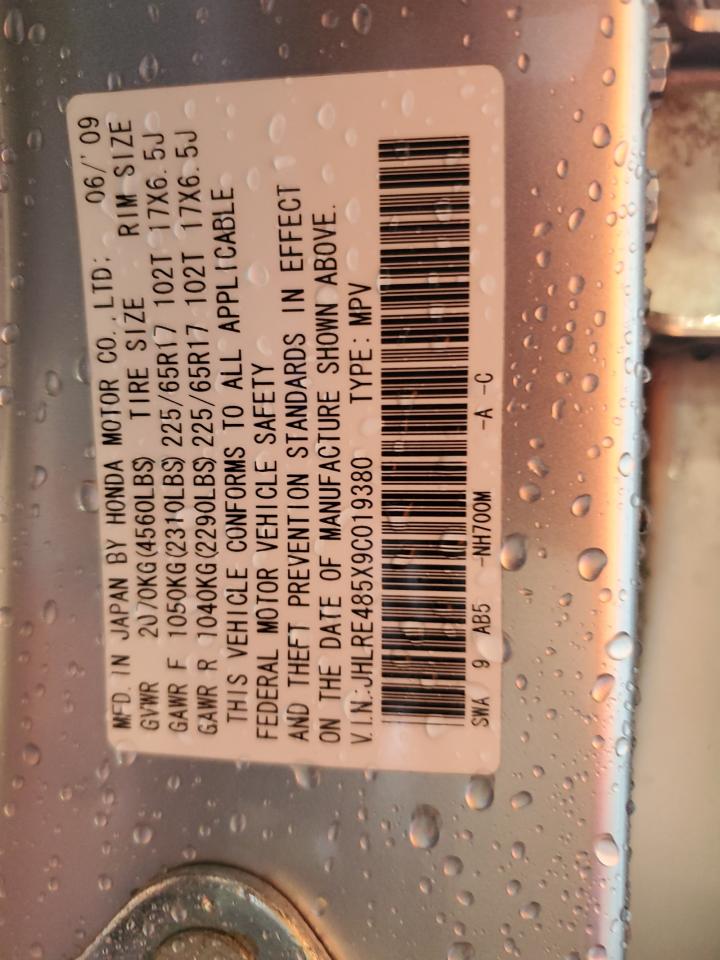 MFD. IN JAPAN BY HONDA MOTOR CO., LTD: 06/'09
GVWR 2070KG(4560LBS) TIRE SIZE RIM SIZE
GAWR F 1050KG(2310LBS) 225/65R17 102T 17X6.5J
GAWR R 1040KG(2290LBS) 225/65R17 102T 17X6.5J
THIS VEHICLE CONFORMS TO ALL APPLICABLE
FEDERAL MOTOR VEHICLE SAFETY
AND THEFT PREVENTION STANDARDS IN EFFECT
ON THE DATE OF MANUFACTURE SHOWN ABOVE.
V.I.N:JHLRE485X9C019380 TYPE: MPV
SWA 9 AB5 -NH700M -A -C